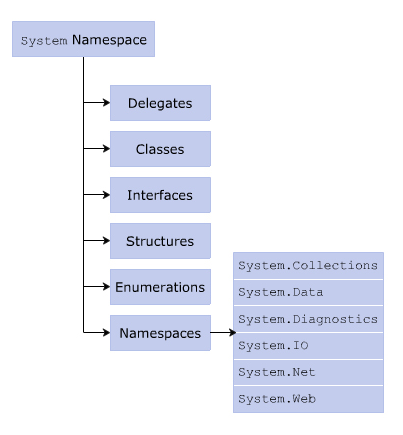 System Namespace
Delegates
Classes
Interfaces
Structures
Enumerations
Namespaces
System.Collections
System.Data
System.Diagnostics
System.IO
System.Net
System.Web